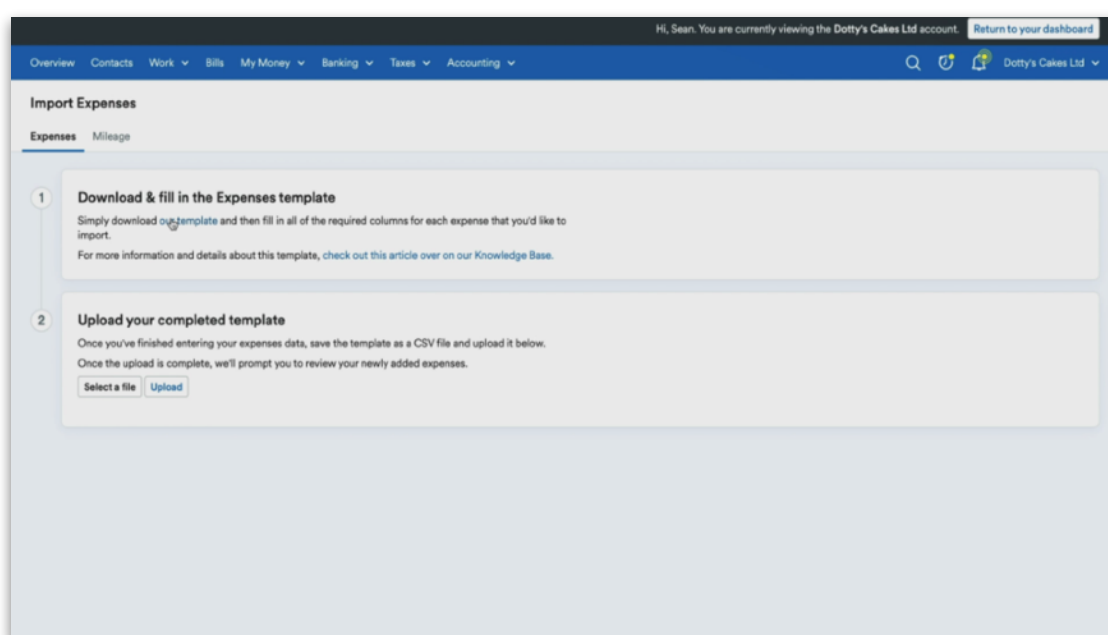 Hi, Sean. You are currently viewing the Dotty's Cakes Ltd account. Return to your dashboard
Overview Contacts Work Bills My Money Banking Taxes Accounting Dotty's Cakes Ltd
Import Expenses
Expenses Mileage
1
Download & fill in the Expenses template
Simply download our template and then fill in all of the required columns for each expense that you'd like to
import.
For more information and details about this template, check out this article over on our Knowledge Base.
2
Upload your completed template
Once you've finished entering your expenses data, save the template as a CSV file and upload it below.
Once the upload is complete, we'll prompt you to review your newly added expenses.
Select a file Upload